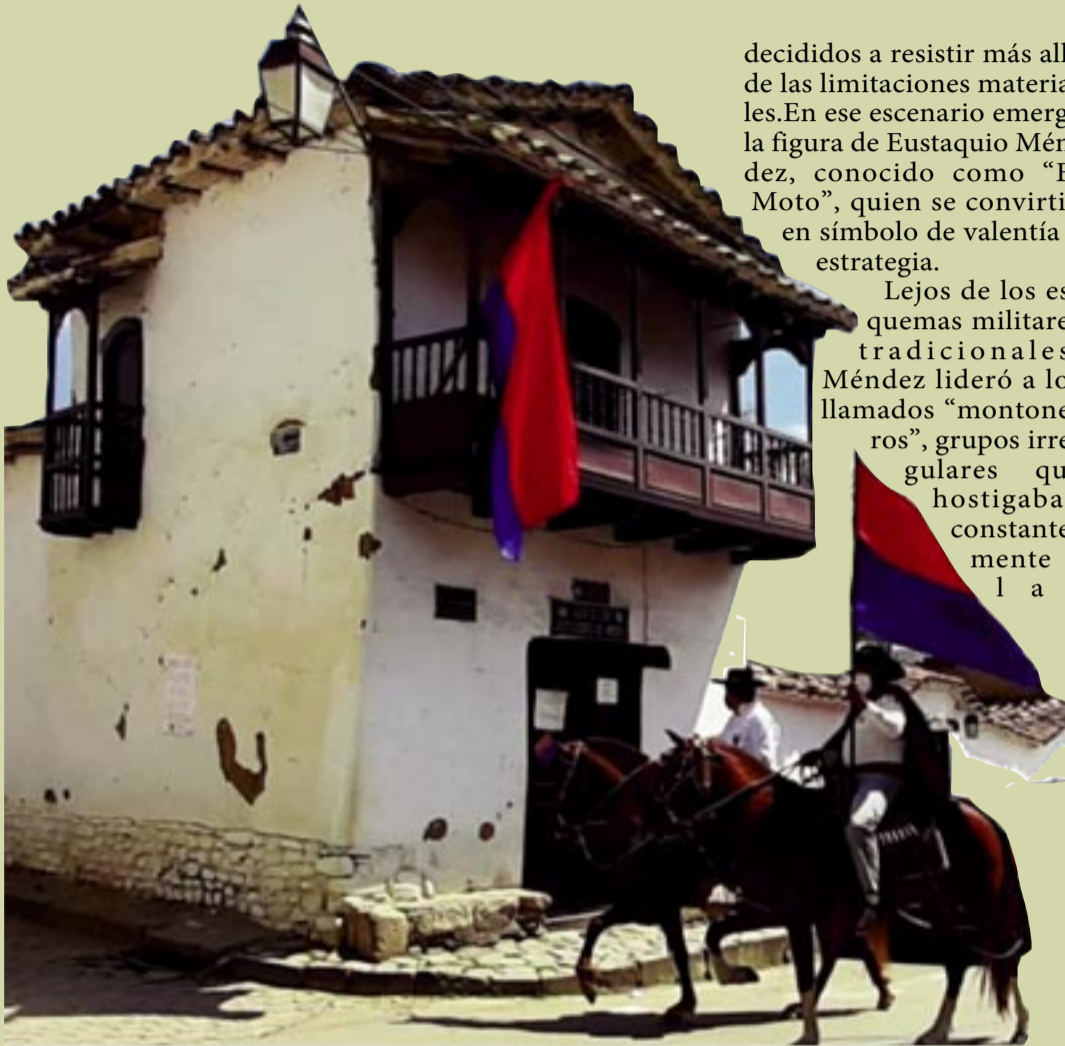 decididos a resistir más all
de las limitaciones materia
les.En ese escenario emerg
la figura de Eustaquio Mén
dez, conocido como “E
Moto”, quien se convirti
en símbolo de valentía
estrategia.
Lejos de los es
quemas militare
tradicionales
Méndez lideró a lo
llamados “montone
ros”, grupos irre
gulares qu
hostigaba
constante
mente
l a